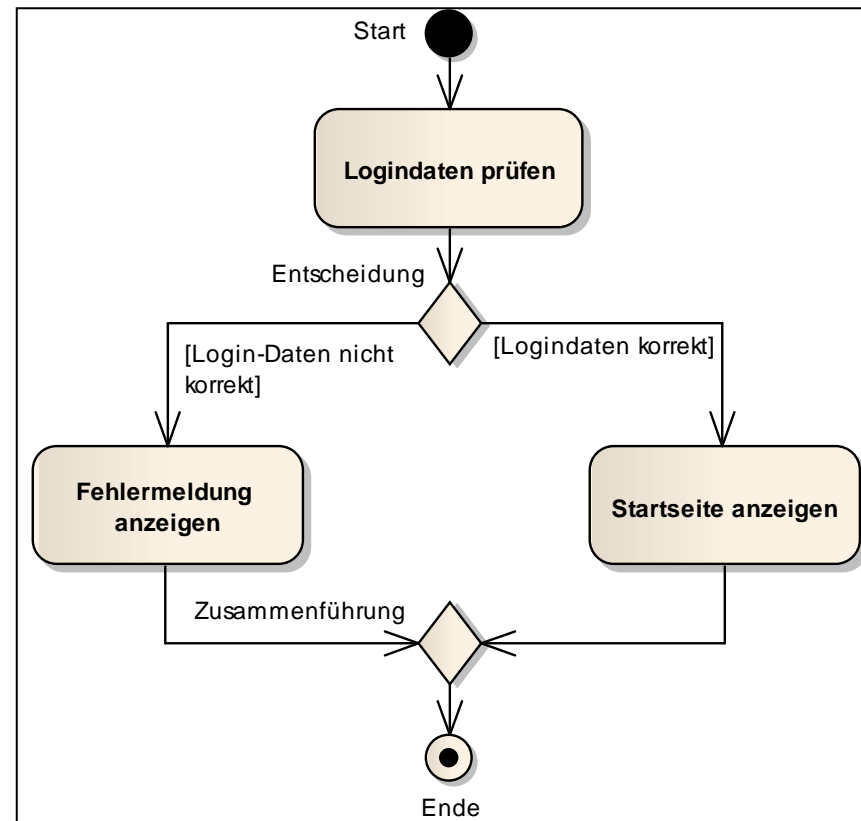 Start
Logindaten prüfen
Entscheidung
[Login-Daten nicht
korrekt]
[Logindaten korrekt]
Fehlermeldung
anzeigen
Startseite anzeigen
Zusammenführung
Ende